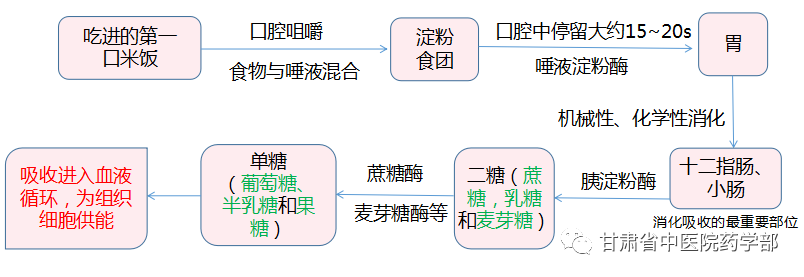 吃进的第一
口米饭
口腔咀嚼
食物与唾液混合
淀粉
食团
口腔中停留大约15~20s
唾液淀粉酶
胃
机械性、化学性消化
十二指肠、
小肠
消化吸收的最重要部位
胰淀粉酶
二糖（蔗
糖，乳糖
和麦芽糖）
蔗糖酶
麦芽糖酶等
单糖
（葡萄糖、
半乳糖和果
糖）
吸收进入血液
循环，为组织
细胞供能
甘肃省中医院药学部